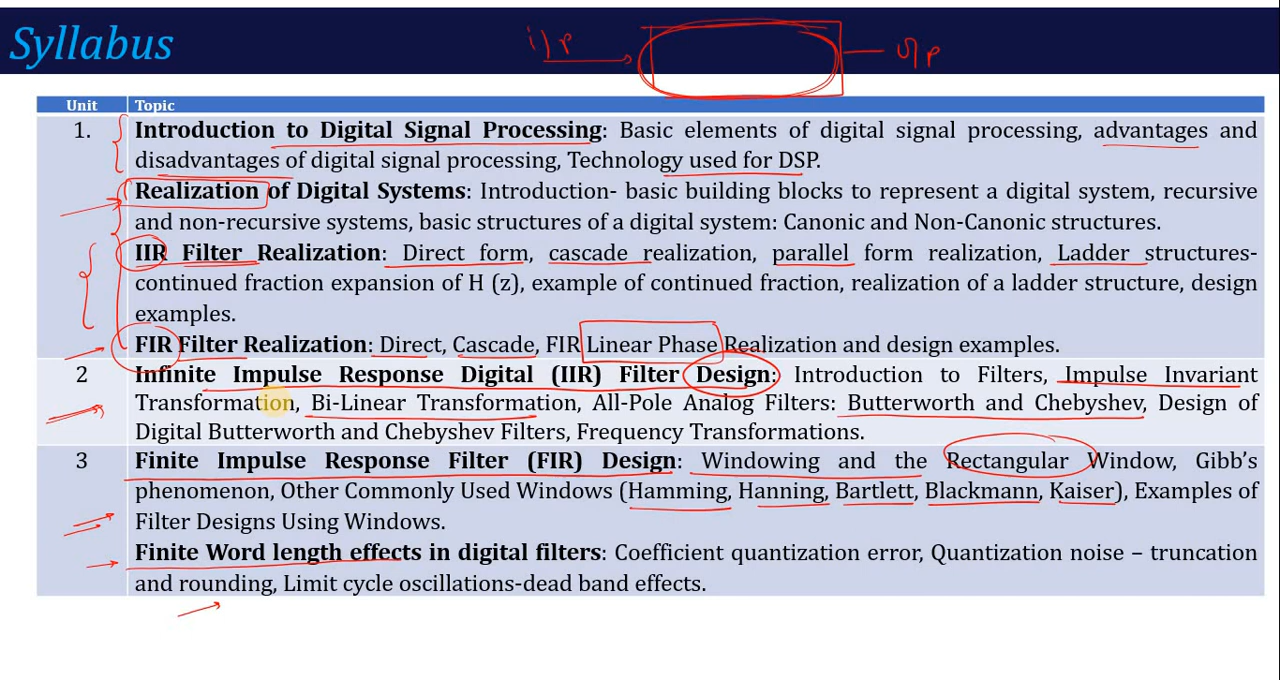 Syllabus
i)p
o)p
Unit Topic
1. Introduction to Digital Signal Processing: Basic elements of digital signal processing, advantages and
disadvantages of digital signal processing, Technology used for DSP.
Realization of Digital Systems: Introduction- basic building blocks to represent a digital system, recursive
and non-recursive systems, basic structures of a digital system: Canonic and Non-Canonic structures.
IIR Filter Realization: Direct form, cascade realization, parallel form realization, Ladder structures-
continued fraction expansion of H (z), example of continued fraction, realization of a ladder structure, design
examples.
FIR Filter Realization: Direct, Cascade, FIR Linear Phase Realization and design examples.
2 Infinite Impulse Response Digital (IIR) Filter Design: Introduction to Filters, Impulse Invariant
Transformation, Bi-Linear Transformation, All-Pole Analog Filters: Butterworth and Chebyshev, Design of
Digital Butterworth and Chebyshev Filters, Frequency Transformations.
3 Finite Impulse Response Filter (FIR) Design: Windowing and the Rectangular Window, Gibb's
phenomenon, Other Commonly Used Windows (Hamming, Hanning, Bartlett, Blackmann, Kaiser), Examples of
Filter Designs Using Windows.
Finite Word length effects in digital filters: Coefficient quantization error, Quantization noise – truncation
and rounding, Limit cycle oscillations-dead band effects.